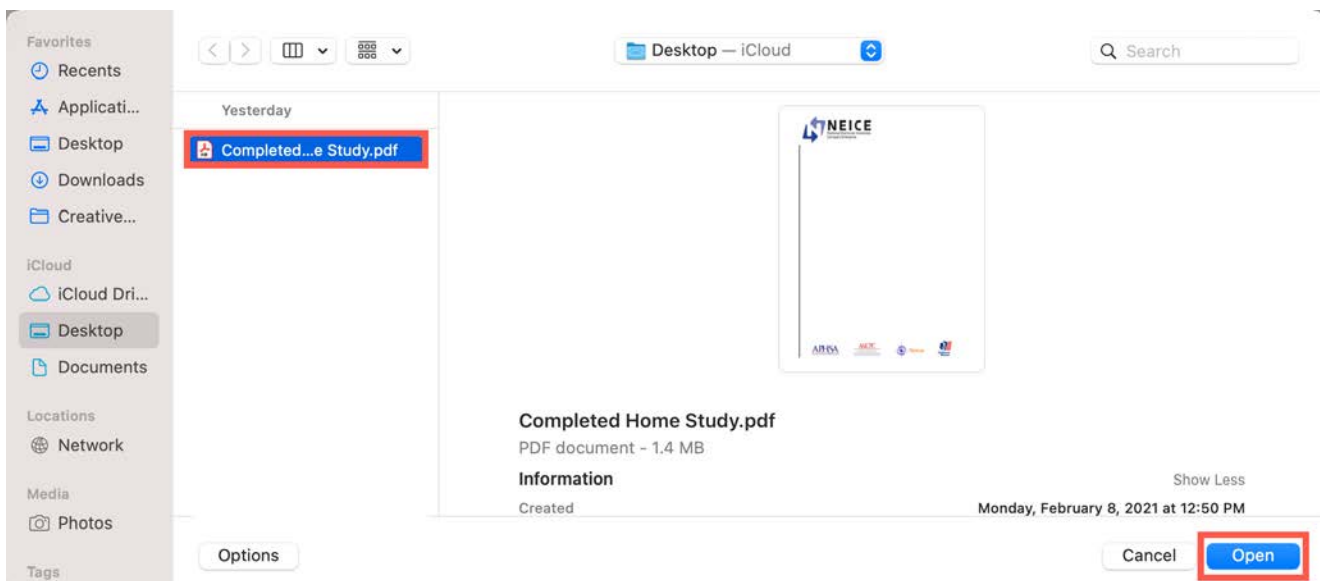 Favorites
Recents
Applicati...
Desktop
Downloads
Creative...
iCloud
iCloud Dri...
Desktop
Documents
Locations
Network
Media
Photos
Tags
Desktop — iCloud
Search
Yesterday
Completed...e Study.pdf
NEICE
APHSA
Completed Home Study.pdf
PDF document - 1.4 MB
Information
Show Less
Created
Monday, February 8, 2021 at 12:50 PM
Options
Cancel
Open